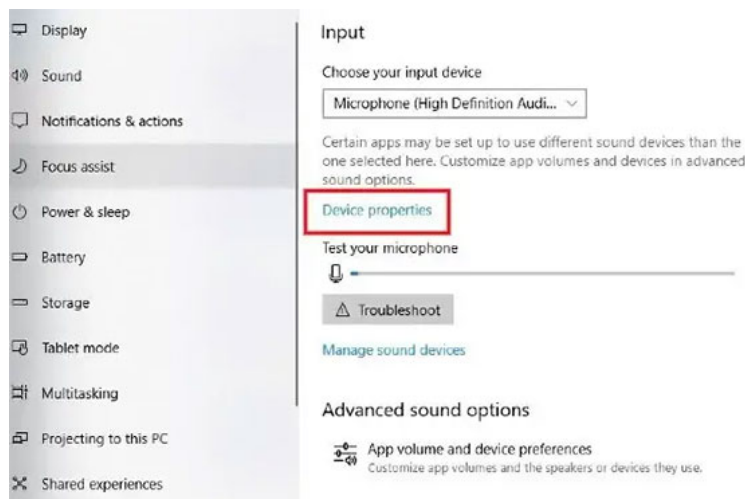 Display
Sound
Notifications & actions
Focus assist
Power & sleep
Battery
Storage
Tablet mode
Multitasking
Projecting to this PC
Shared experiences
Input
Choose your input device
Microphone (High Definition Audi...
Certain apps may be set up to use different sound devices than the
one selected here. Customize app volumes and devices in advanced
sound options.
Device properties
Test your microphone
Troubleshoot
Manage sound devices
Advanced sound options
App volume and device preferences
Customize app volumes and the speakers or devices they use.